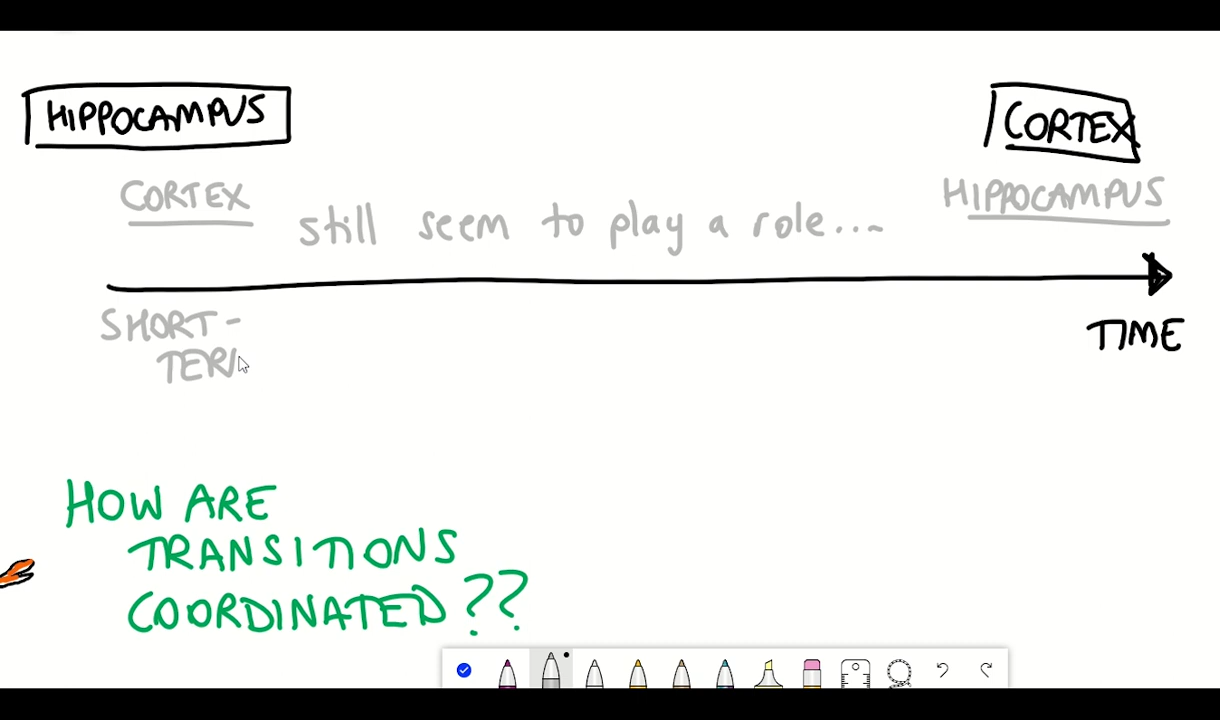 HIPPOCAMPUS
CORTEX
CORTEX
still seem to play a role...
HIPPOCAMPUS
SHORT-
TERM
TIME
HOW ARE
TRANSITIONS
COORDINATED??